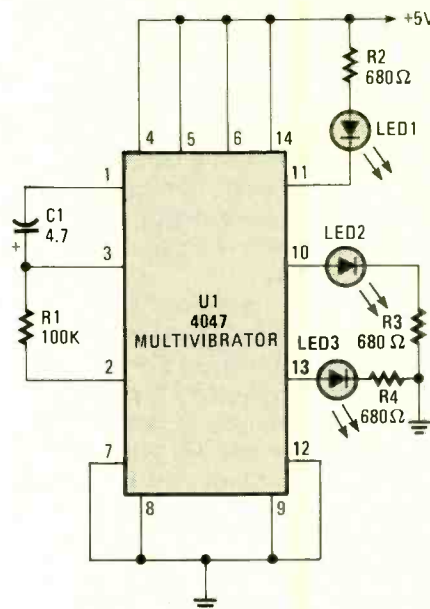 +5V
R2
680Ω
LED1
4
5
6
14
1
11
C1
+
4.7
3
10
LED2
U1
4047
MULTIVIBRATOR
R1
100K
R3
680Ω
LED3
2
13
R4
680Ω
7
12
8
9